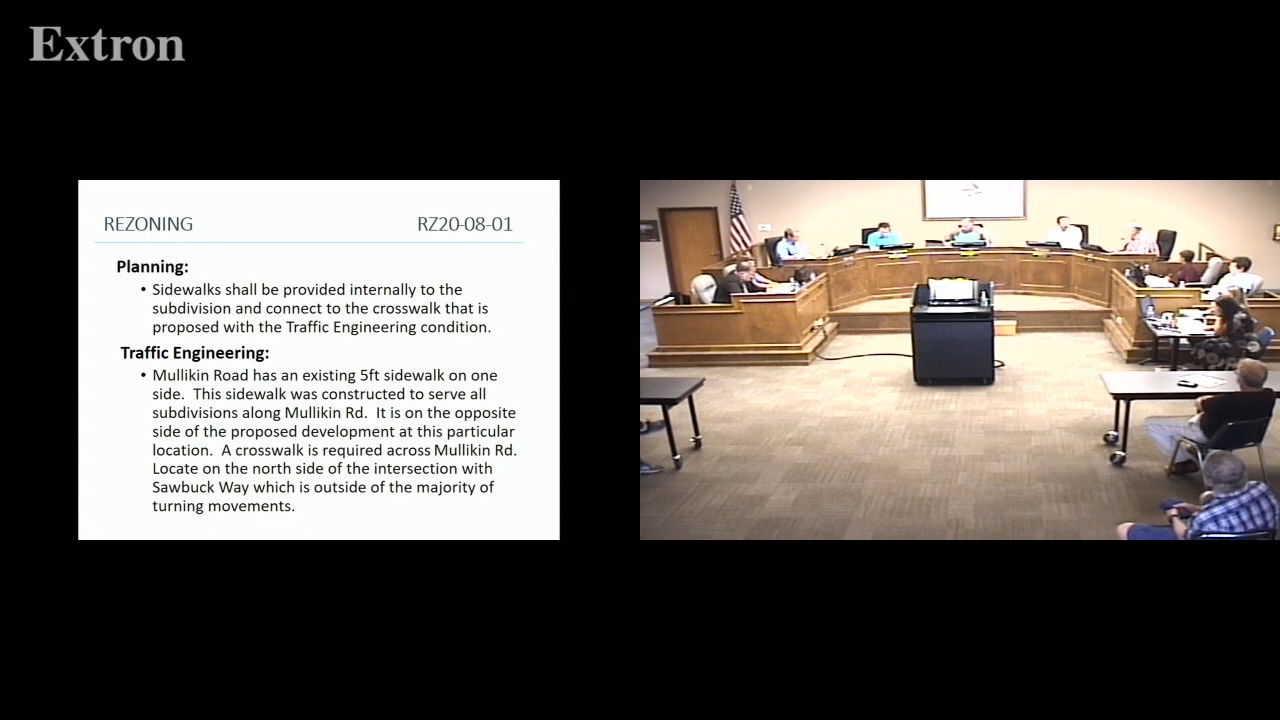 Extron
REZONING RZ20-08-01
Planning:
• Sidewalks shall be provided internally to the
subdivision and connect to the crosswalk that is
proposed with the Traffic Engineering condition.
Traffic Engineering:
• Mullikin Road has an existing 5ft sidewalk on one
side. This sidewalk was constructed to serve all
subdivisions along Mullikin Rd. It is on the opposite
side of the proposed development at this particular
location. A crosswalk is required across Mullikin Rd.
Locate on the north side of the intersection with
Sawbuck Way which is outside of the majority of
turning movements.